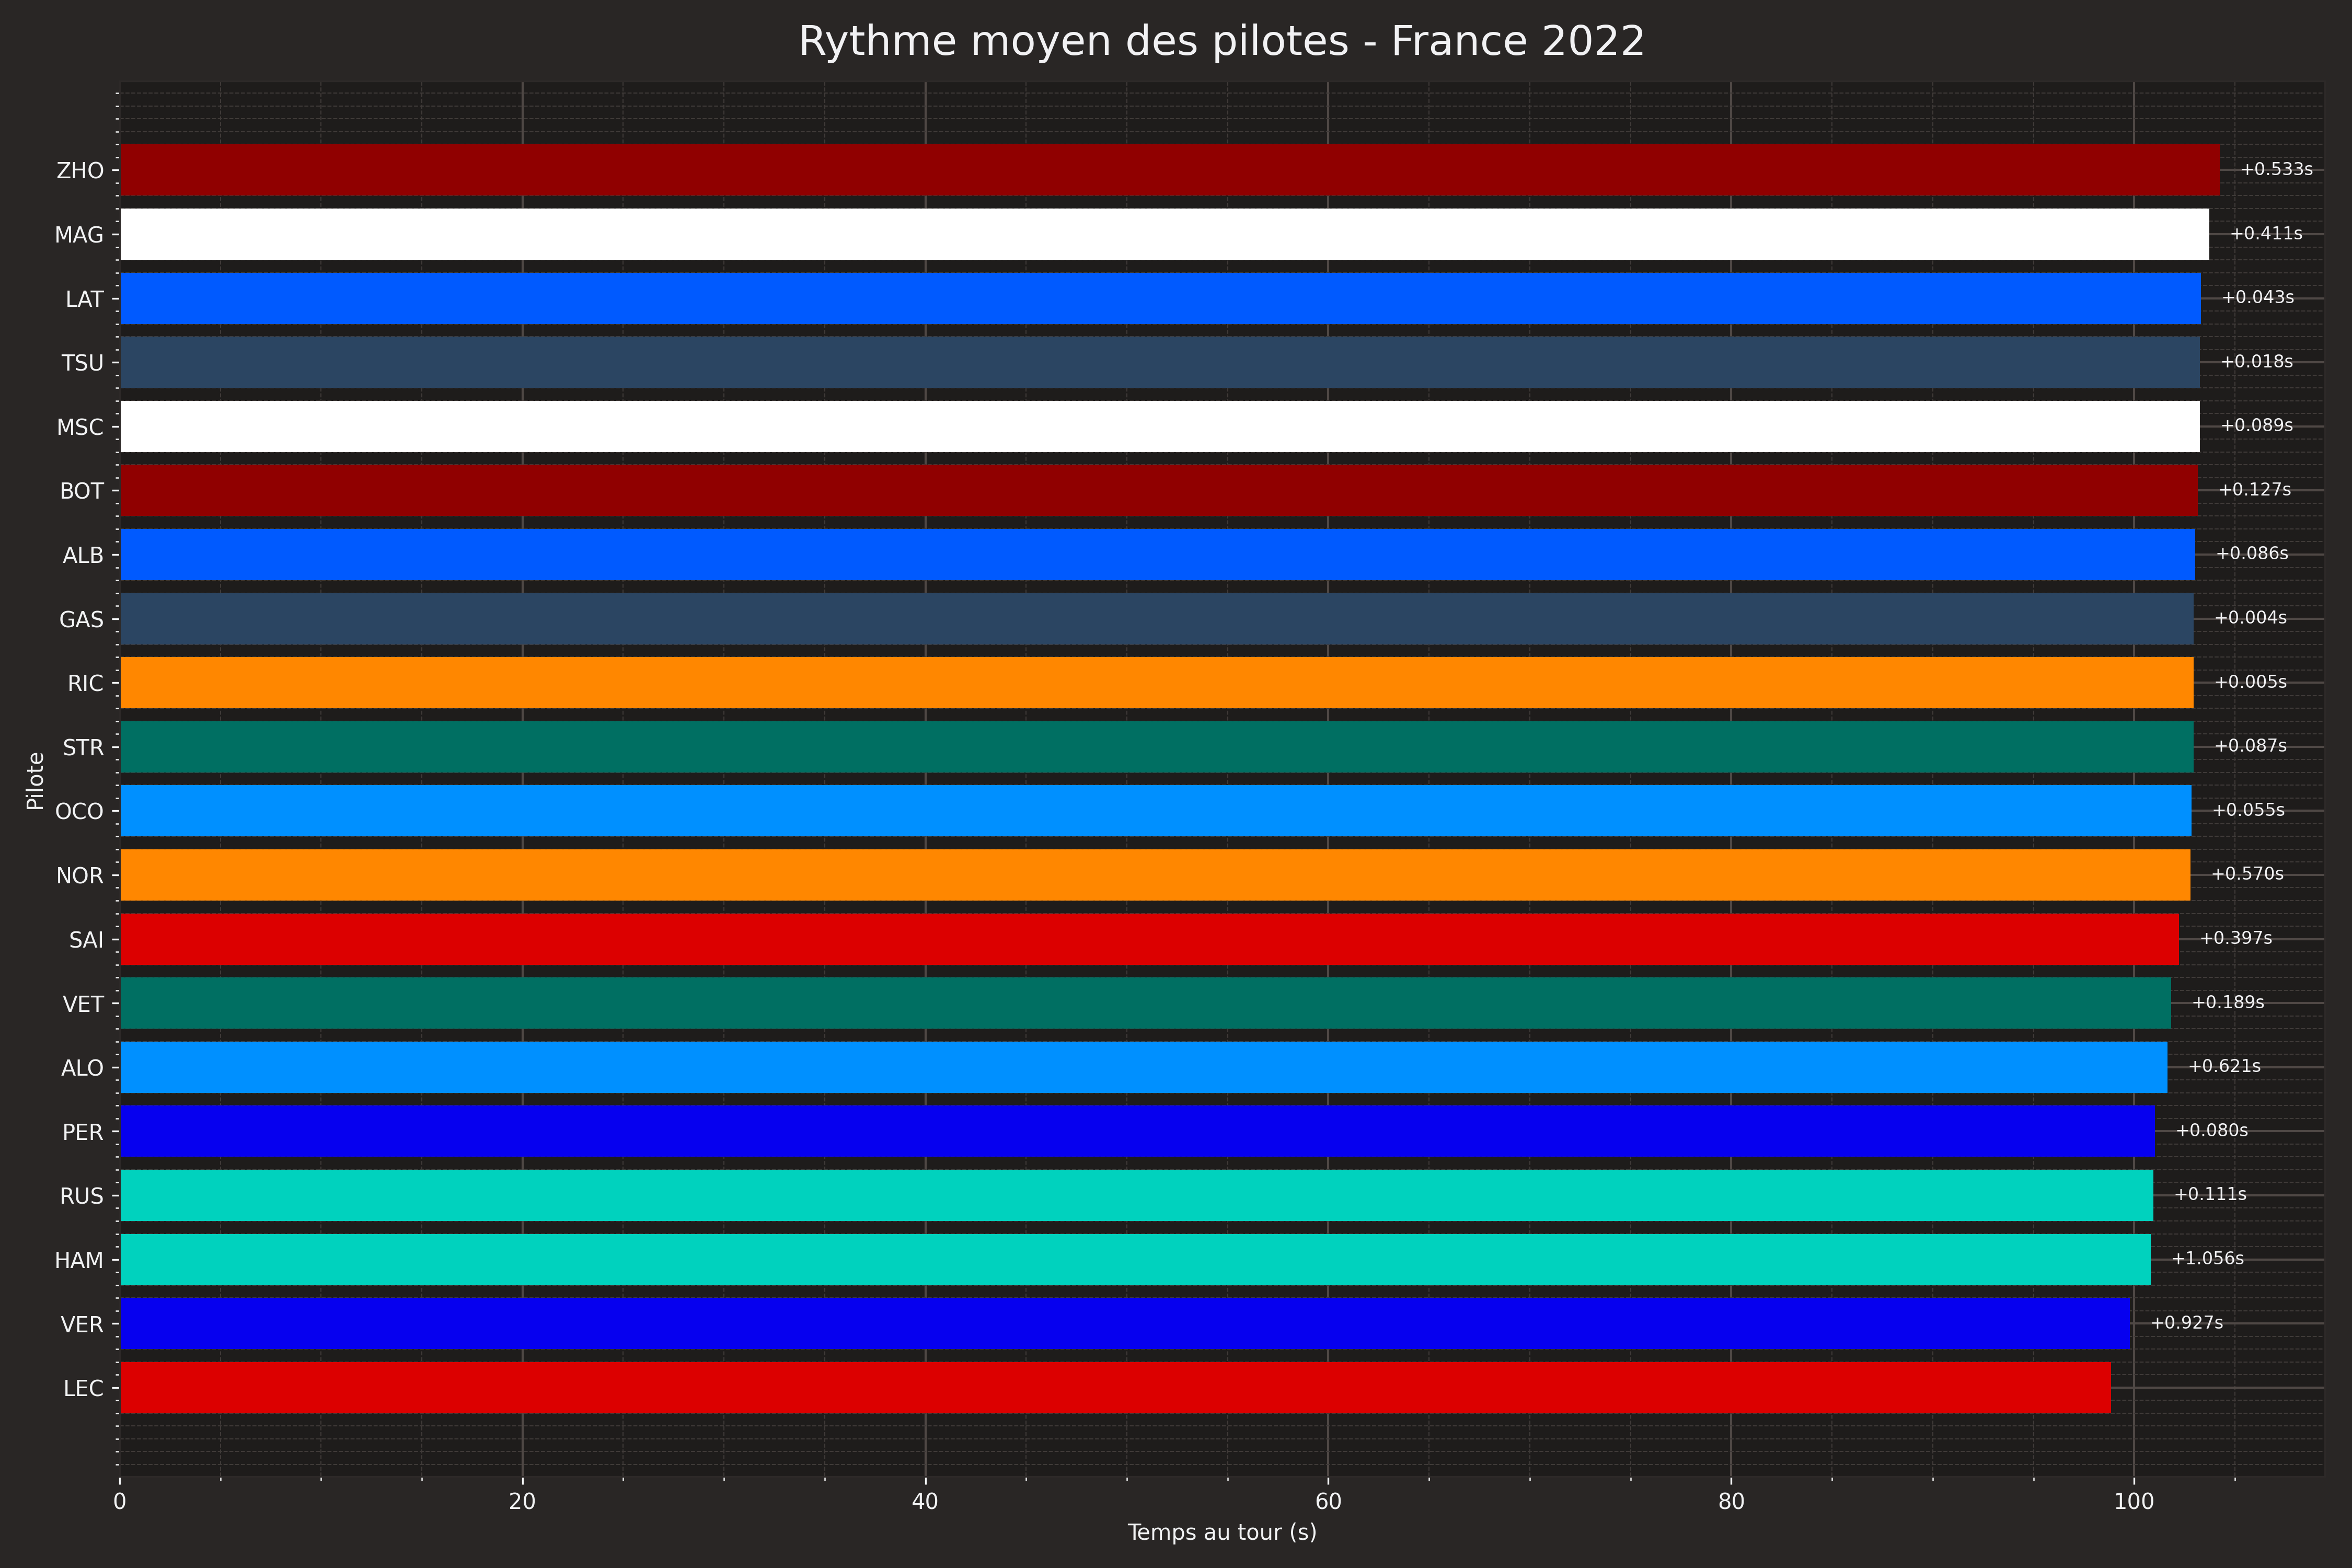 Rythme moyen des pilotes - France 2022
Pilote
ZHO +0.533s
MAG +0.411s
LAT +0.043s
TSU +0.018s
MSC +0.089s
BOT +0.127s
ALB +0.086s
GAS +0.004s
RIC +0.005s
STR +0.087s
OCO +0.055s
NOR +0.570s
SAI +0.397s
VET +0.189s
ALO +0.621s
PER +0.080s
RUS +0.111s
HAM +1.056s
VER +0.927s
LEC
0 20 40 60 80 100
Temps au tour (s)